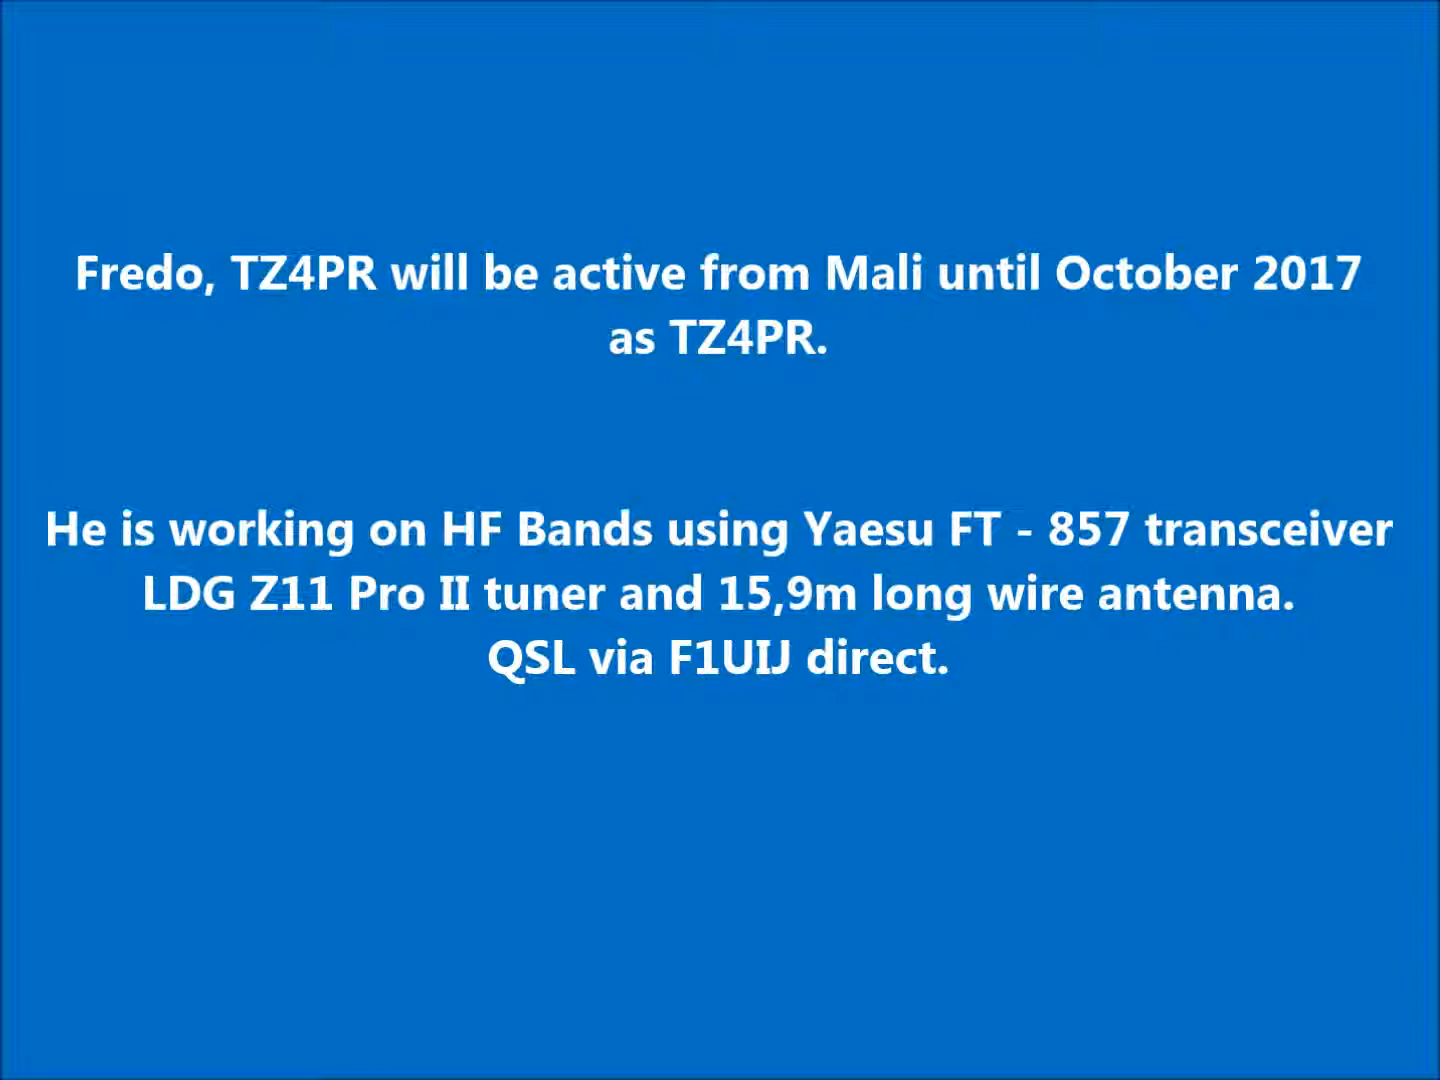 Fredo, TZ4PR will be active from Mali until October 2017
as TZ4PR.
He is working on HF Bands using Yaesu FT - 857 transceiver
LDG Z11 Pro II tuner and 15,9m long wire antenna.
QSL via F1UIJ direct.